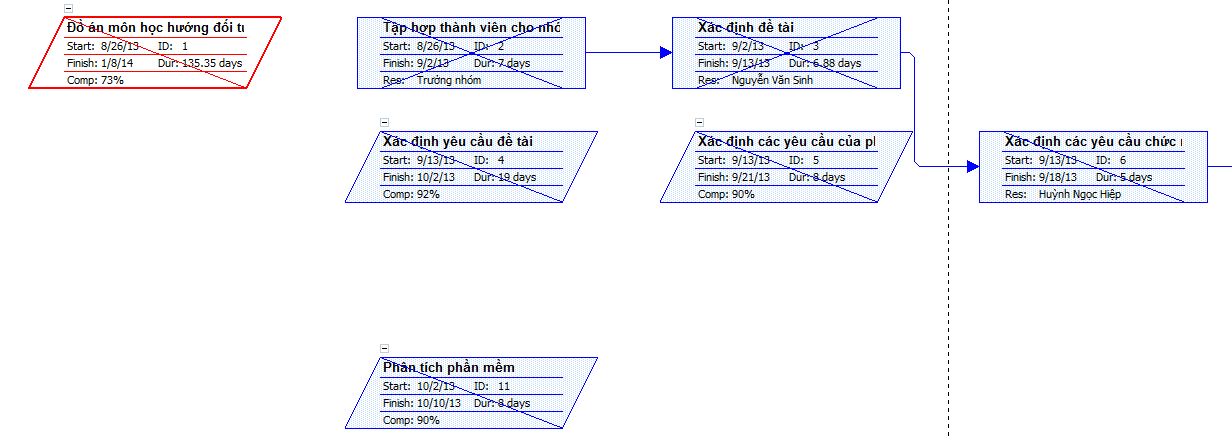 Đồ án môn học hướng đối tư
Start: 8/26/13 ID: 1
Finish: 1/8/14 Dur: 135.35 days
Comp: 73%
Tập hợp thành viên cho nhó
Start: 8/26/13 ID: 2
Finish: 9/2/13 Dur: 7 days
Res: Trưởng nhóm
Xác định đề tài
Start: 9/2/13 ID: 3
Finish: 9/13/13 Dur: 6.88 days
Res: Nguyễn Văn Sinh
Xác định yêu cầu đề tài
Start: 9/13/13 ID: 4
Finish: 10/2/13 Dur: 19 days
Comp: 92%
Xác định các yêu cầu của ph
Start: 9/13/13 ID: 5
Finish: 9/21/13 Dur: 8 days
Comp: 90%
Xác định các yêu cầu chức
Start: 9/13/13 ID: 6
Finish: 9/18/13 Dur: 5 days
Res: Huỳnh Ngọc Hiệp
Phân tích phần mềm
Start: 10/2/13 ID: 11
Finish: 10/10/13 Dur: 8 days
Comp: 90%